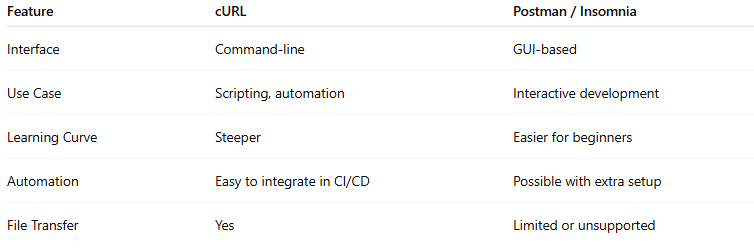 Feature cURL Postman / Insomnia
Interface Command-line GUI-based
Use Case Scripting, automation Interactive development
Learning Curve Steeper Easier for beginners
Automation Easy to integrate in CI/CD Possible with extra setup
File Transfer Yes Limited or unsupported